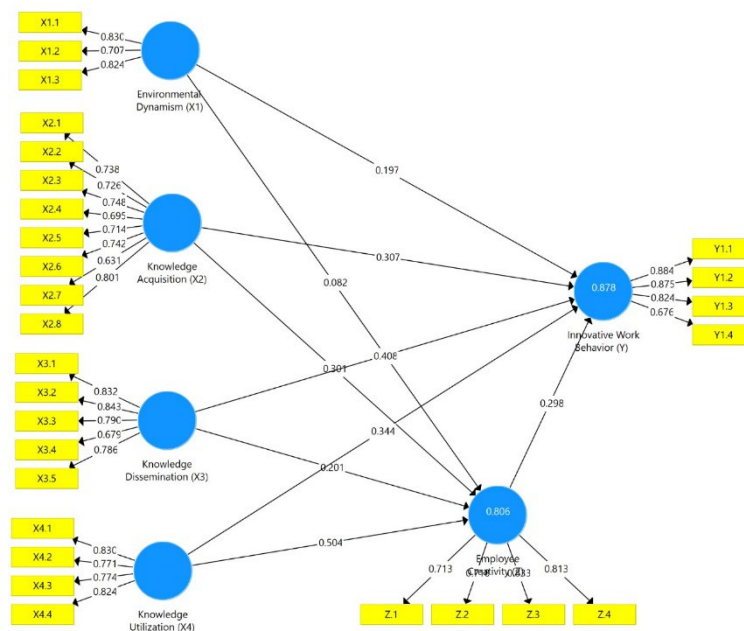 X1.1
X1.2
X1.3
0.830
0.707
0.824
Environmental
Dynamism (X1)
X2.1
X2.2
X2.3
X2.4
X2.5
X2.6
X2.7
X2.8
0.738
0.726
0.748
0.695
0.714
0.742
0.631
0.801
Knowledge
Acquisition (X2)
X3.1
X3.2
X3.3
X3.4
X3.5
0.832
0.843
0.790
0.679
0.786
Knowledge
Dissemination (X3)
X4.1
X4.2
X4.3
X4.4
0.830
0.771
0.774
0.824
Knowledge
Utilization (X4)
0.197
0.307
0.082
0.408
0.301
0.344
0.201
0.504
0.298
0.878
Innovative Work
Behavior (Y)
0.884
0.875
0.824
0.676
Y1.1
Y1.2
Y1.3
Y1.4
0.806
Employee
Creativity (Z)
0.713
0.813
Z.1
Z.2
Z.3
Z.4